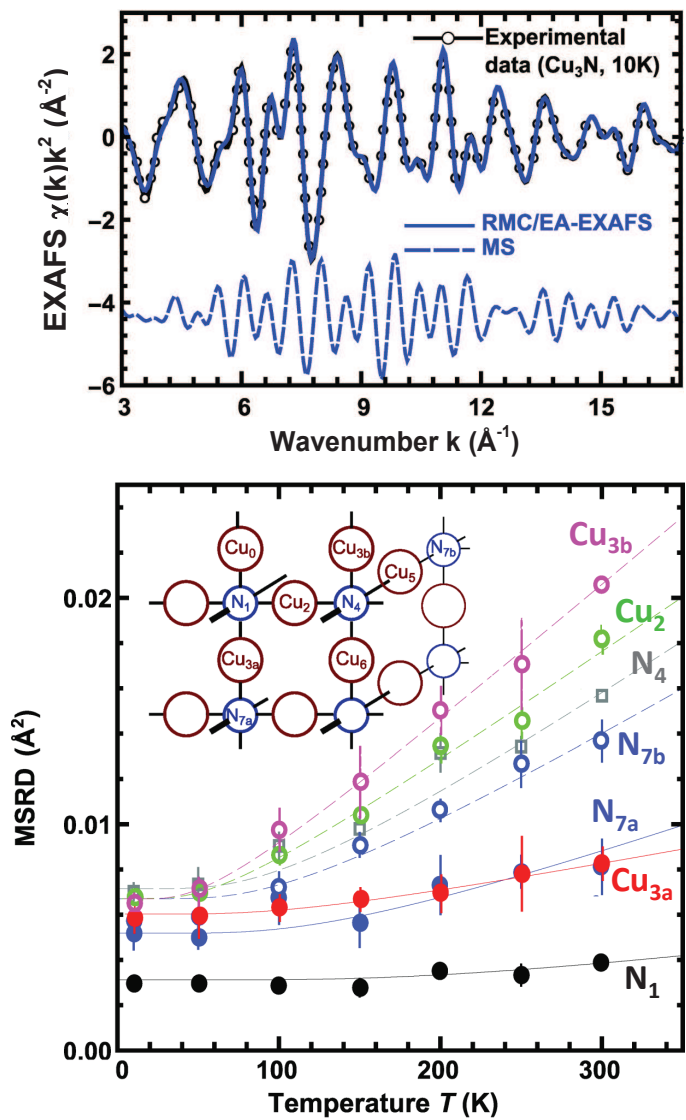 2
0
−2
−4
−6
EXAFS χ(k)k² (Å⁻²)
Experimental
data (Cu₃N, 10K)
RMC/EA-EXAFS
MS
3 6 9 12 15
Wavenumber k (Å⁻¹)
0.02
0.01
0.00
MSRD (Å²)
Cu₀ Cu₃b N₇b
Cu₅
N₁ Cu₂ N₄
Cu₃ₐ Cu₆
N₇ₐ
Cu₃b
Cu₂
N₄
N₇b
N₇ₐ
Cu₃ₐ
N₁
0 100 200 300
Temperature T (K)